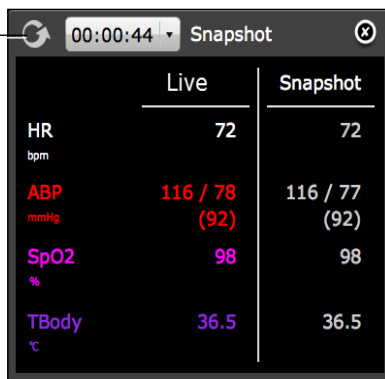 00:00:44 Snapshot
Live Snapshot
HR 72 72
bpm
ABP 116 / 78 116 / 77
mmHg (92) (92)
SpO2 98 98
%
TBody 36.5 36.5
°C